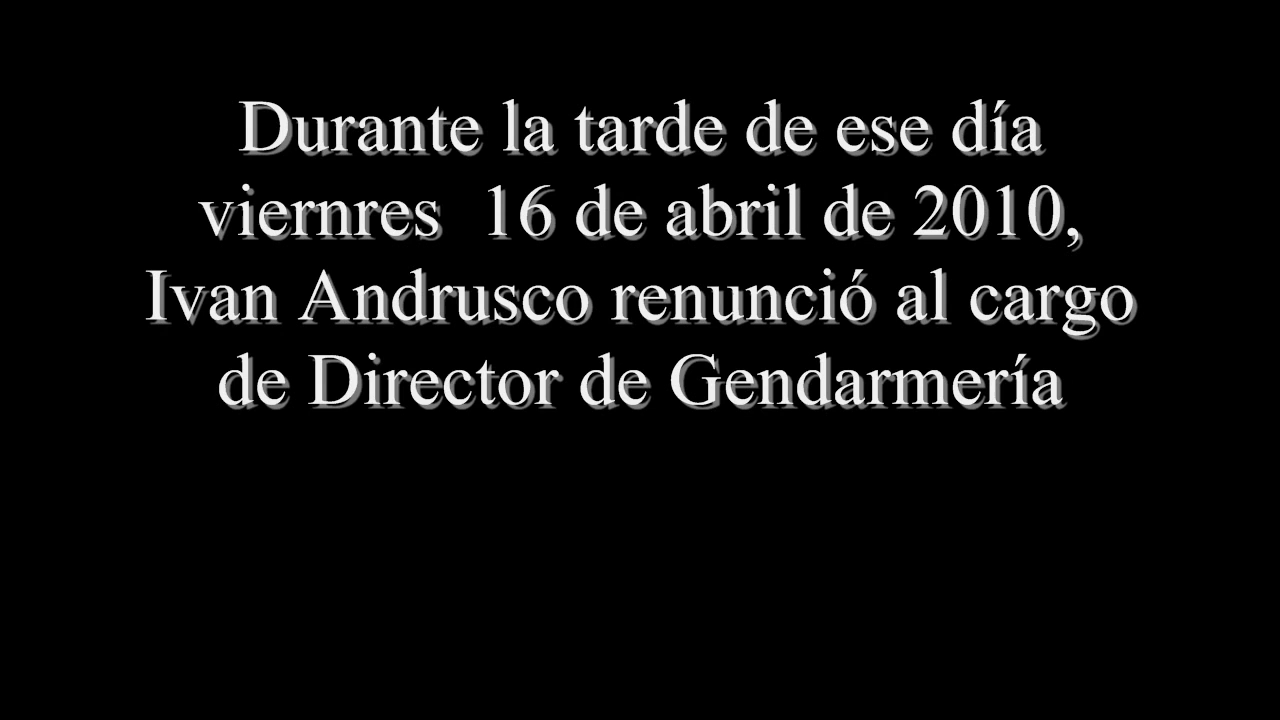 Durante la tarde de ese día
viernres  16 de abril de 2010,
Ivan Andrusco renunció al cargo
de Director de Gendarmería